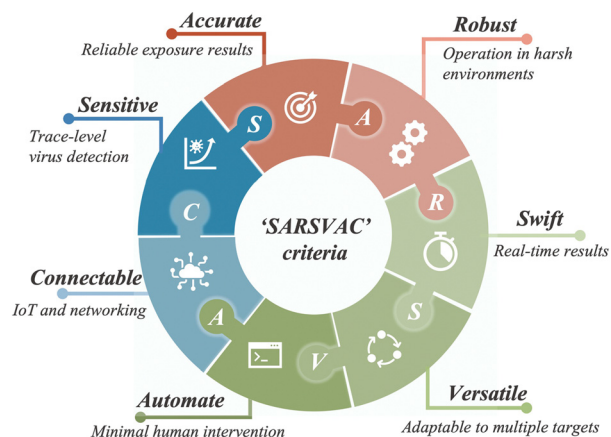 Accurate
Reliable exposure results
Robust
Operation in harsh
environments
Sensitive
Trace-level
virus detection
S
A
C
R
'SARSVAC'
criteria
Swift
Real-time results
Connectable
IoT and networking
A
V
S
>_
Automate
Minimal human intervention
Versatile
Adaptable to multiple targets